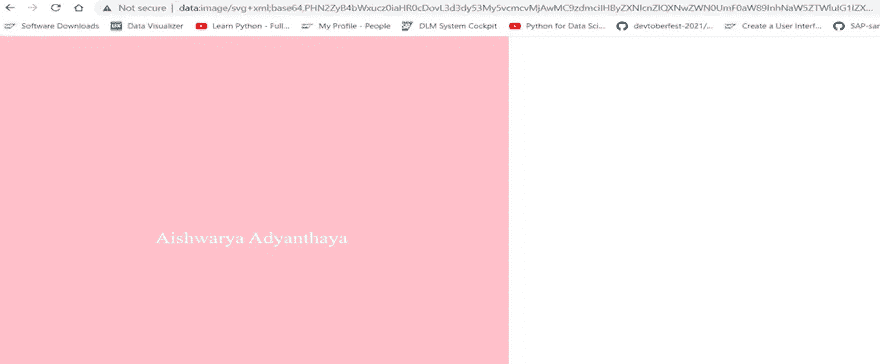 Not secure | data:image/svg+xml;base64,PHN2ZyB4bWxucz0iaHR0cDovL3d3dy53My5vcmcvMjAwMC9zdmciIHByZXNlcnZlQXNwZWN0UmF0aW89InhNaW5ZTWluIG1lZX...
Software Downloads Data Visualizer Learn Python - Full... My Profile - People DLM System Cockpit Python for Data Sci... devtoberfest-2021/... Create a User Interf... SAP-sar
Aishwarya Adyanthaya